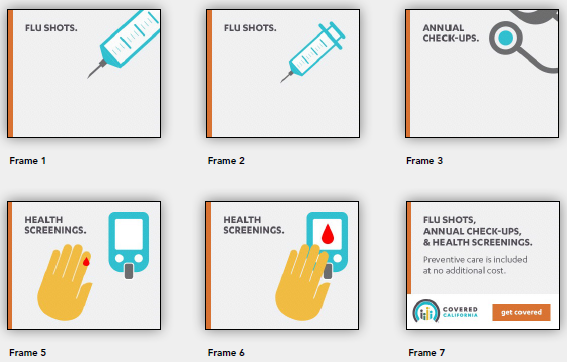 FLU SHOTS.
Frame 1
FLU SHOTS.
Frame 2
ANNUAL
CHECK-UPS.
Frame 3
HEALTH
SCREENINGS.
Frame 5
HEALTH
SCREENINGS.
Frame 6
FLU SHOTS,
ANNUAL CHECK-UPS,
& HEALTH SCREENINGS.
Preventive care is included
at no additional cost.
COVERED
CALIFORNIA
get covered
Frame 7